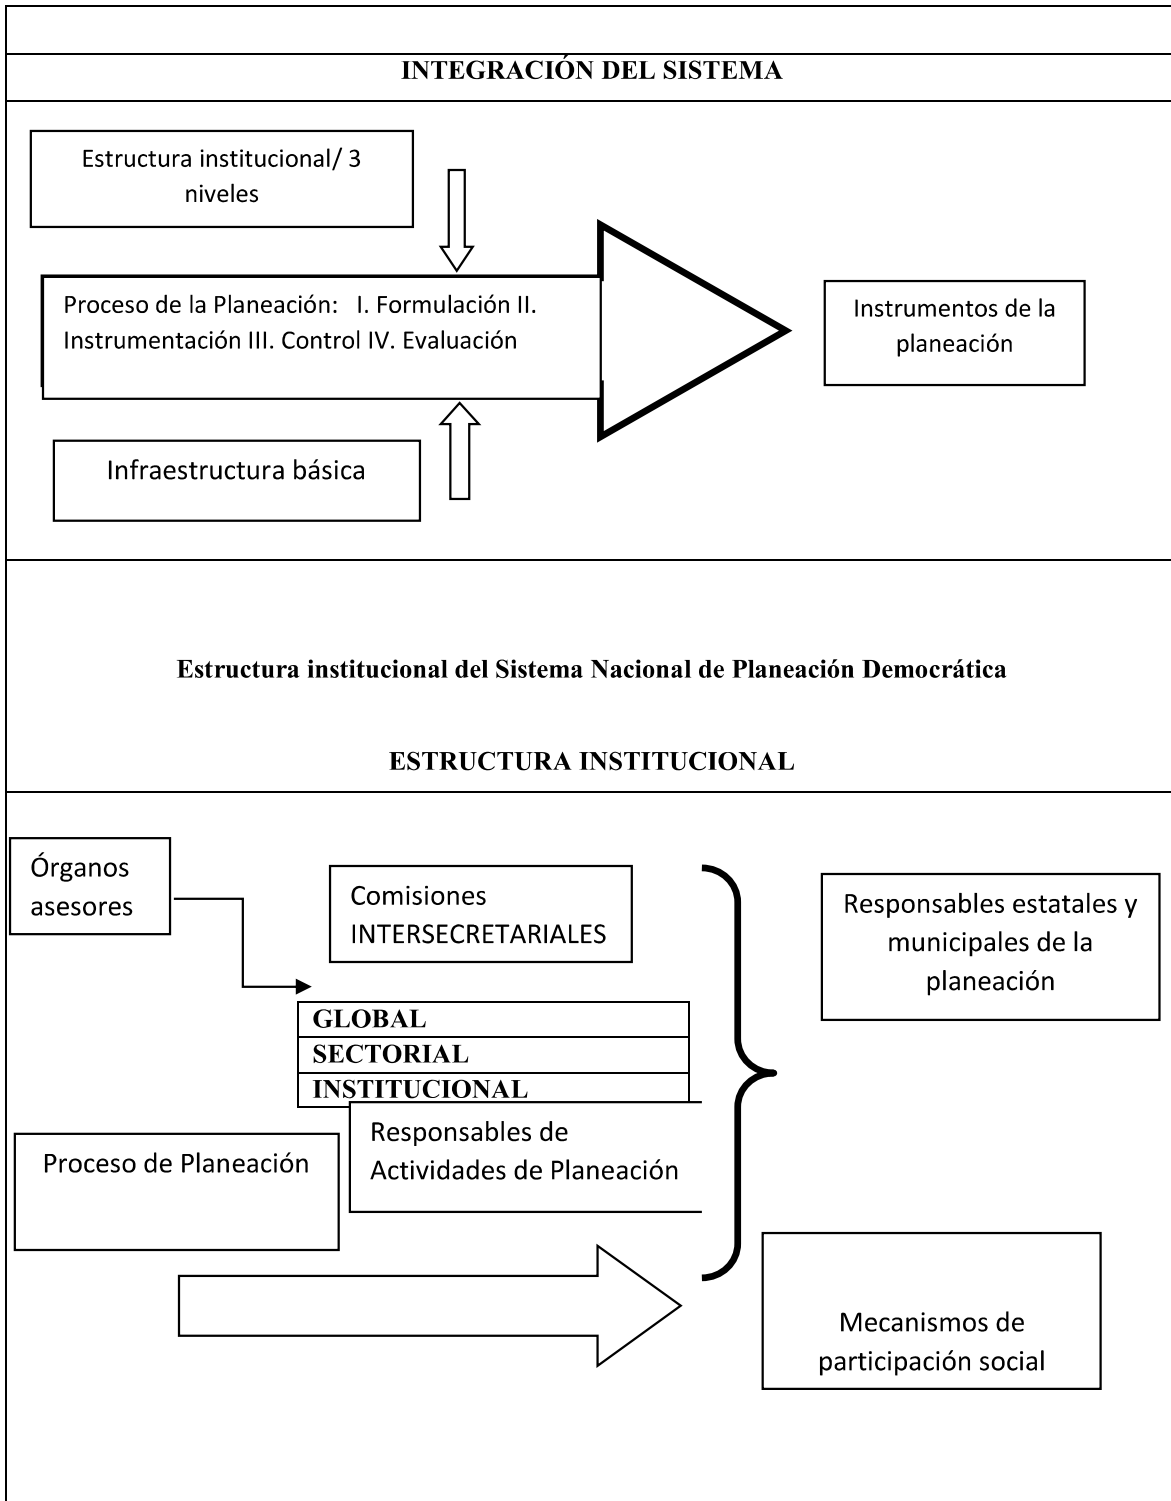 INTEGRACIÓN DEL SISTEMA
Estructura institucional/ 3
niveles
Proceso de la Planeación:   I. Formulación II.
Instrumentación III. Control IV. Evaluación
Instrumentos de la
planeación
Infraestructura básica
Estructura institucional del Sistema Nacional de Planeación Democrática
ESTRUCTURA INSTITUCIONAL
Órganos
asesores
Comisiones
INTERSECRETARIALES
Responsables estatales y
municipales de la
planeación
GLOBAL
SECTORIAL
INSTITUCIONAL
Responsables de
Actividades de Planeación
Proceso de Planeación
Mecanismos de
participación social